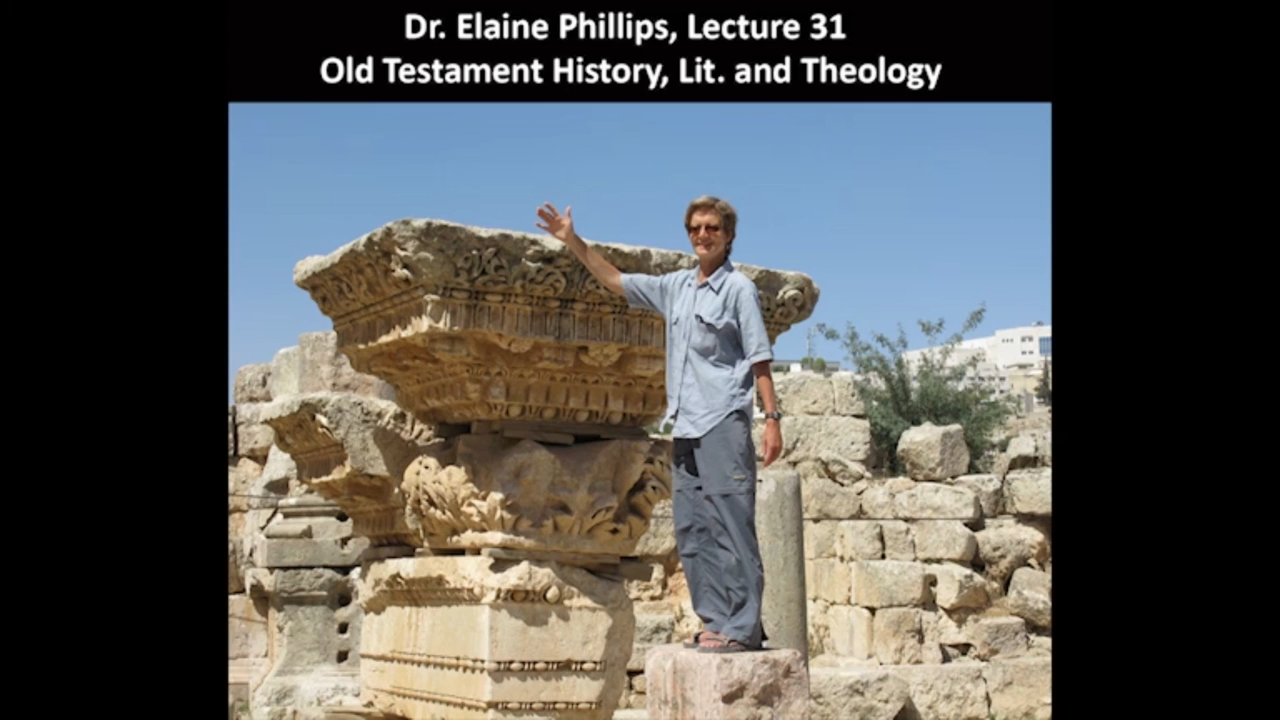 Dr. Elaine Phillips, Lecture 31
Old Testament History, Lit. and Theology